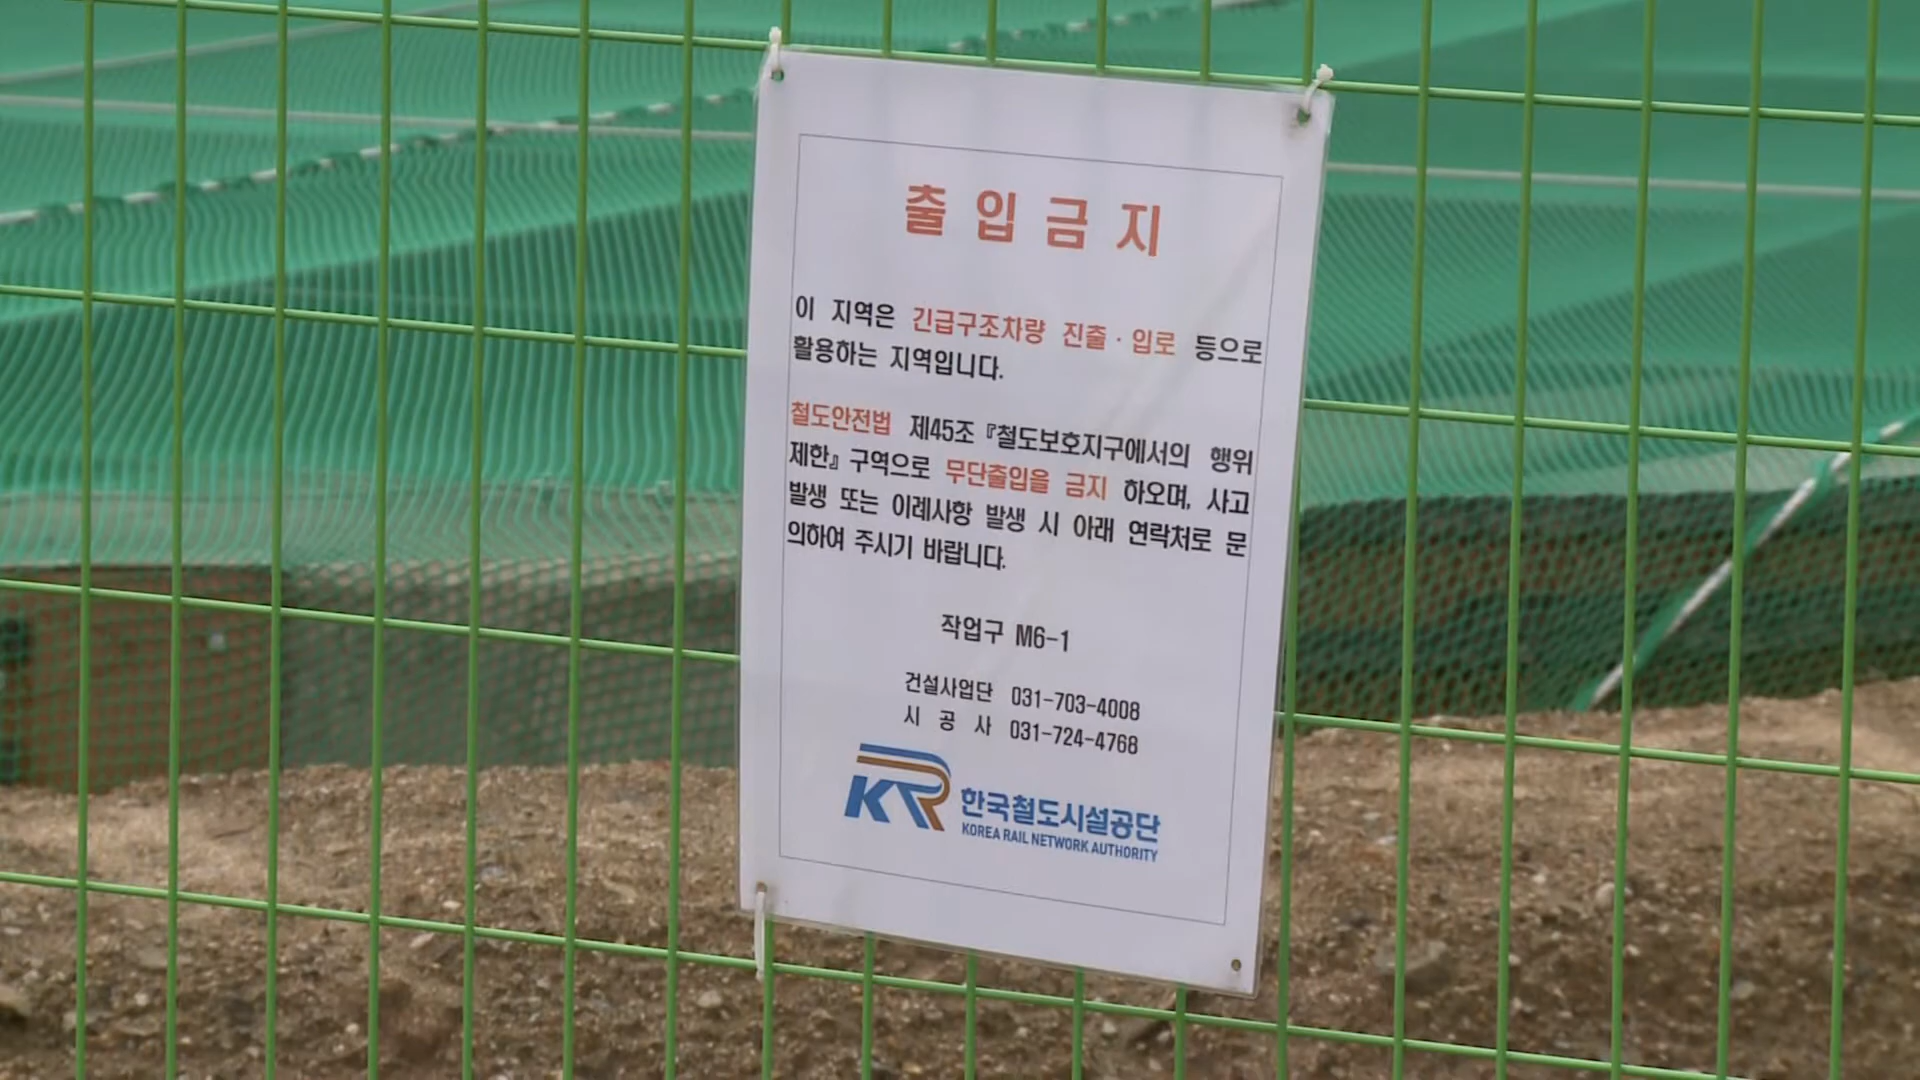 출입금지
이 지역은 긴급구조차량 진출·입로 등으로
활용하는 지역입니다.
철도안전법 제45조 『철도보호지구에서의 행위
제한』 구역으로 무단출입을 금지 하오며, 사고
발생 또는 이례사항 발생 시 아래 연락처로 문
의하여 주시기 바랍니다.
작업구 M6-1
건설사업단 031-703-4008
시 공 사 031-724-4768
KR 한국철도시설공단
KOREA RAIL NETWORK AUTHORITY